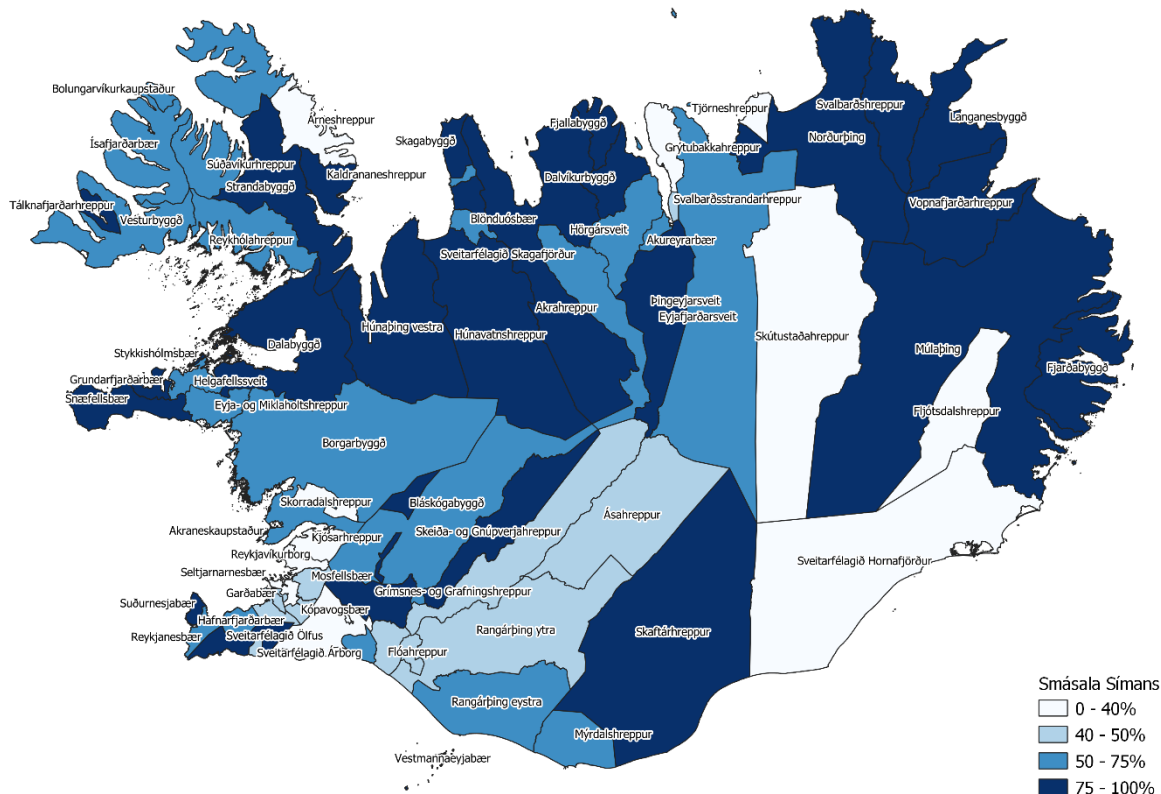 Bolungarvíkurkaupstaður
Árneshreppur
Tjörneshreppur
Svalbarðshreppur
Langanesbyggð
Fjallabyggð
Skagabyggð
Ísafjarðarbær
Norðurþing
Grýtubakkahreppur
Súðavíkurhreppur
Kaldrananeshreppur
Dalvíkurbyggð
Strandabyggð
Tálknafjarðarhreppur
Svalbarðsstrandarhreppur
Vopnafjarðarhreppur
Vesturbyggð
Blönduósbær
Hörgársveit
Reykhólahreppur
Akureyrarbær
Sveitarfélagið Skagafjörður
Þingeyjarsveit
Akrahreppur
Eyjafjarðarsveit
Húnaþing vestra
Húnavatnshreppur
Skútustaðahreppur
Dalabyggð
Múlaþing
Stykkishólmsbær
Fjarðabyggð
Grundarfjarðarbær
Helgafellssveit
Snæfellsbær
Eyja- og Miklaholtshreppur
Fljótsdalshreppur
Borgarbyggð
Skorradalshreppur
Bláskógabyggð
Ásahreppur
Akraneskaupstaður
Skeiða- og Gnúpverjahreppur
Kjósarhreppur
Reykjavíkurborg
Sveitarfélagið Hornafjörður
Seltjarnarnesbær
Mosfellsbær
Garðabær
Grímsnes- og Grafningshreppur
Suðurnesjabær
Kópavogsbær
Hafnarfjarðarbær
Rangárþing ytra
Reykjanesbær
Sveitarfélagið Ölfus
Skaftárhreppur
Sveitarfélagið Árborg
Flóahreppur
Rangárþing eystra
Mýrdalshreppur
Vestmannaeyjabær
Smásala Símans
0 - 40%
40 - 50%
50 - 75%
75 - 100%